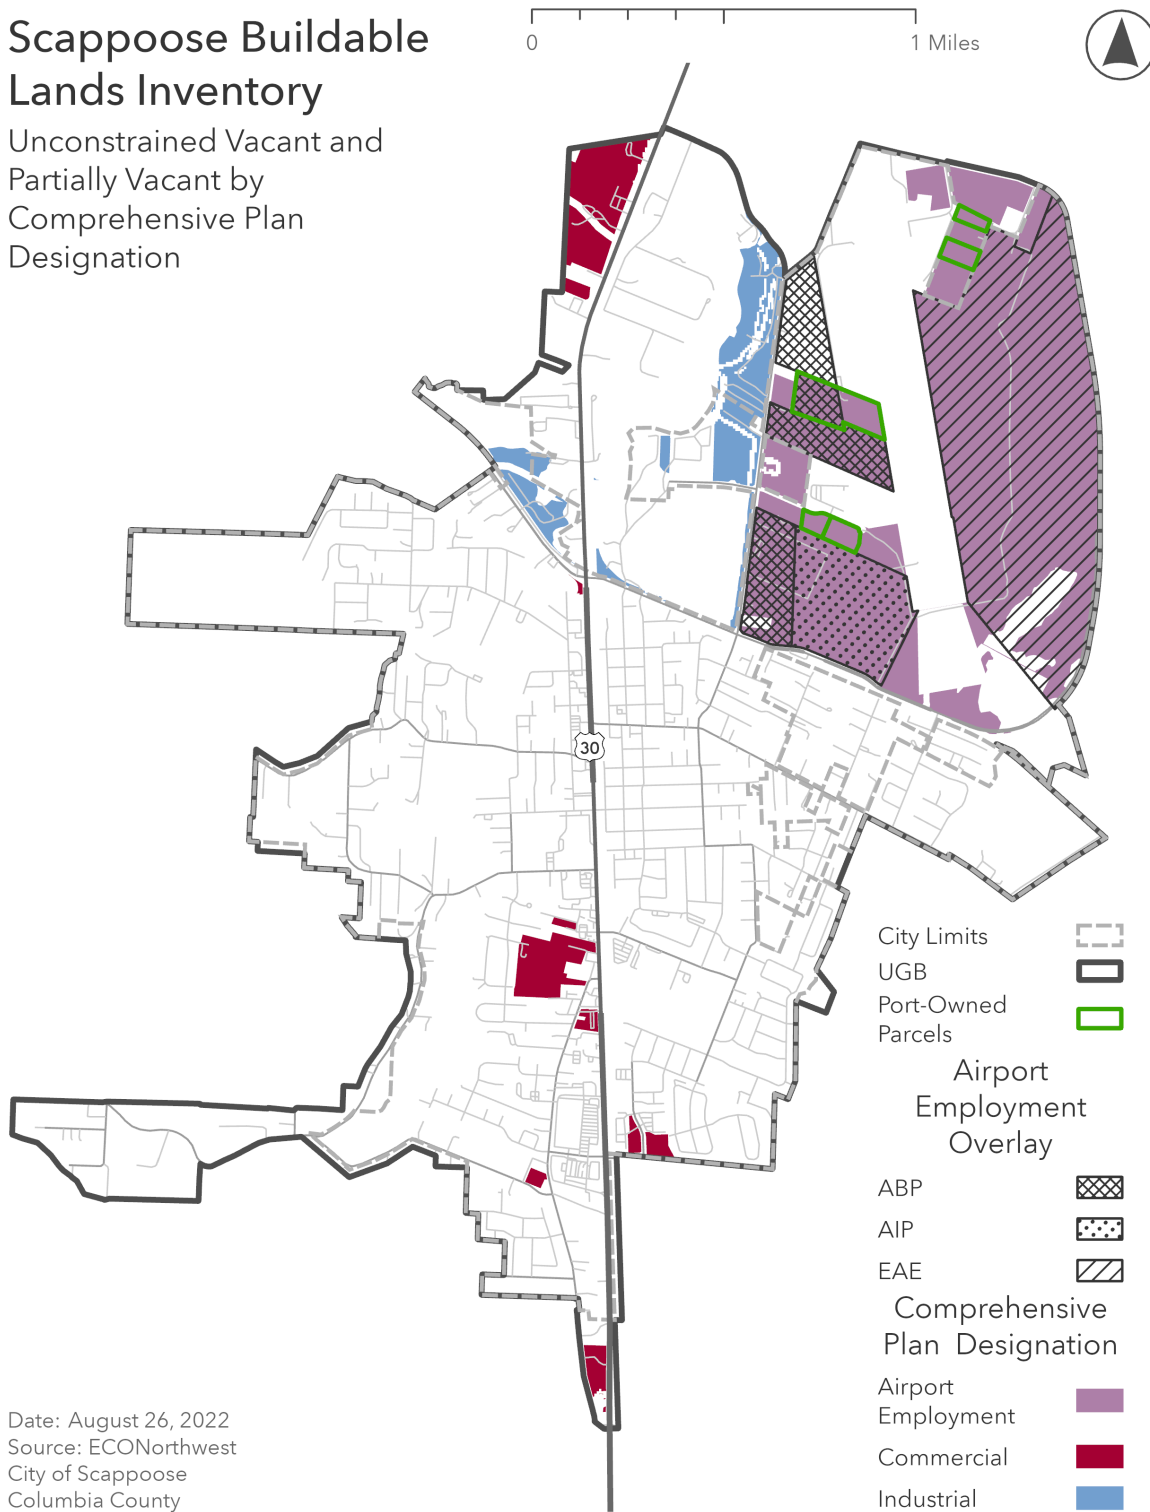 Scappoose Buildable
Lands Inventory
Unconstrained Vacant and
Partially Vacant by
Comprehensive Plan
Designation
0
1 Miles
30
City Limits
UGB
Port-Owned
Parcels
Airport
Employment
Overlay
ABP
AIP
EAE
Comprehensive
Plan Designation
Airport
Employment
Commercial
Industrial
Date: August 26, 2022
Source: ECONorthwest
City of Scappoose
Columbia County